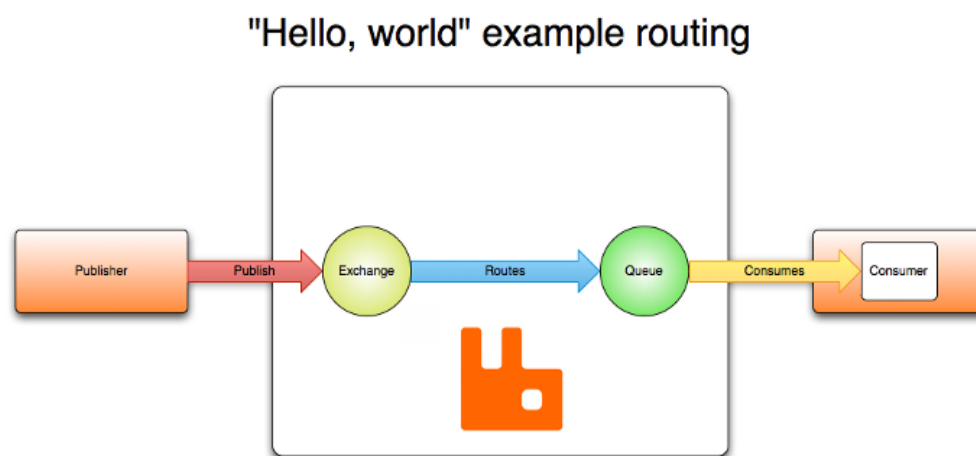 "Hello, world" example routing
Publisher
Publish
Exchange
Routes
Queue
Consumes
Consumer